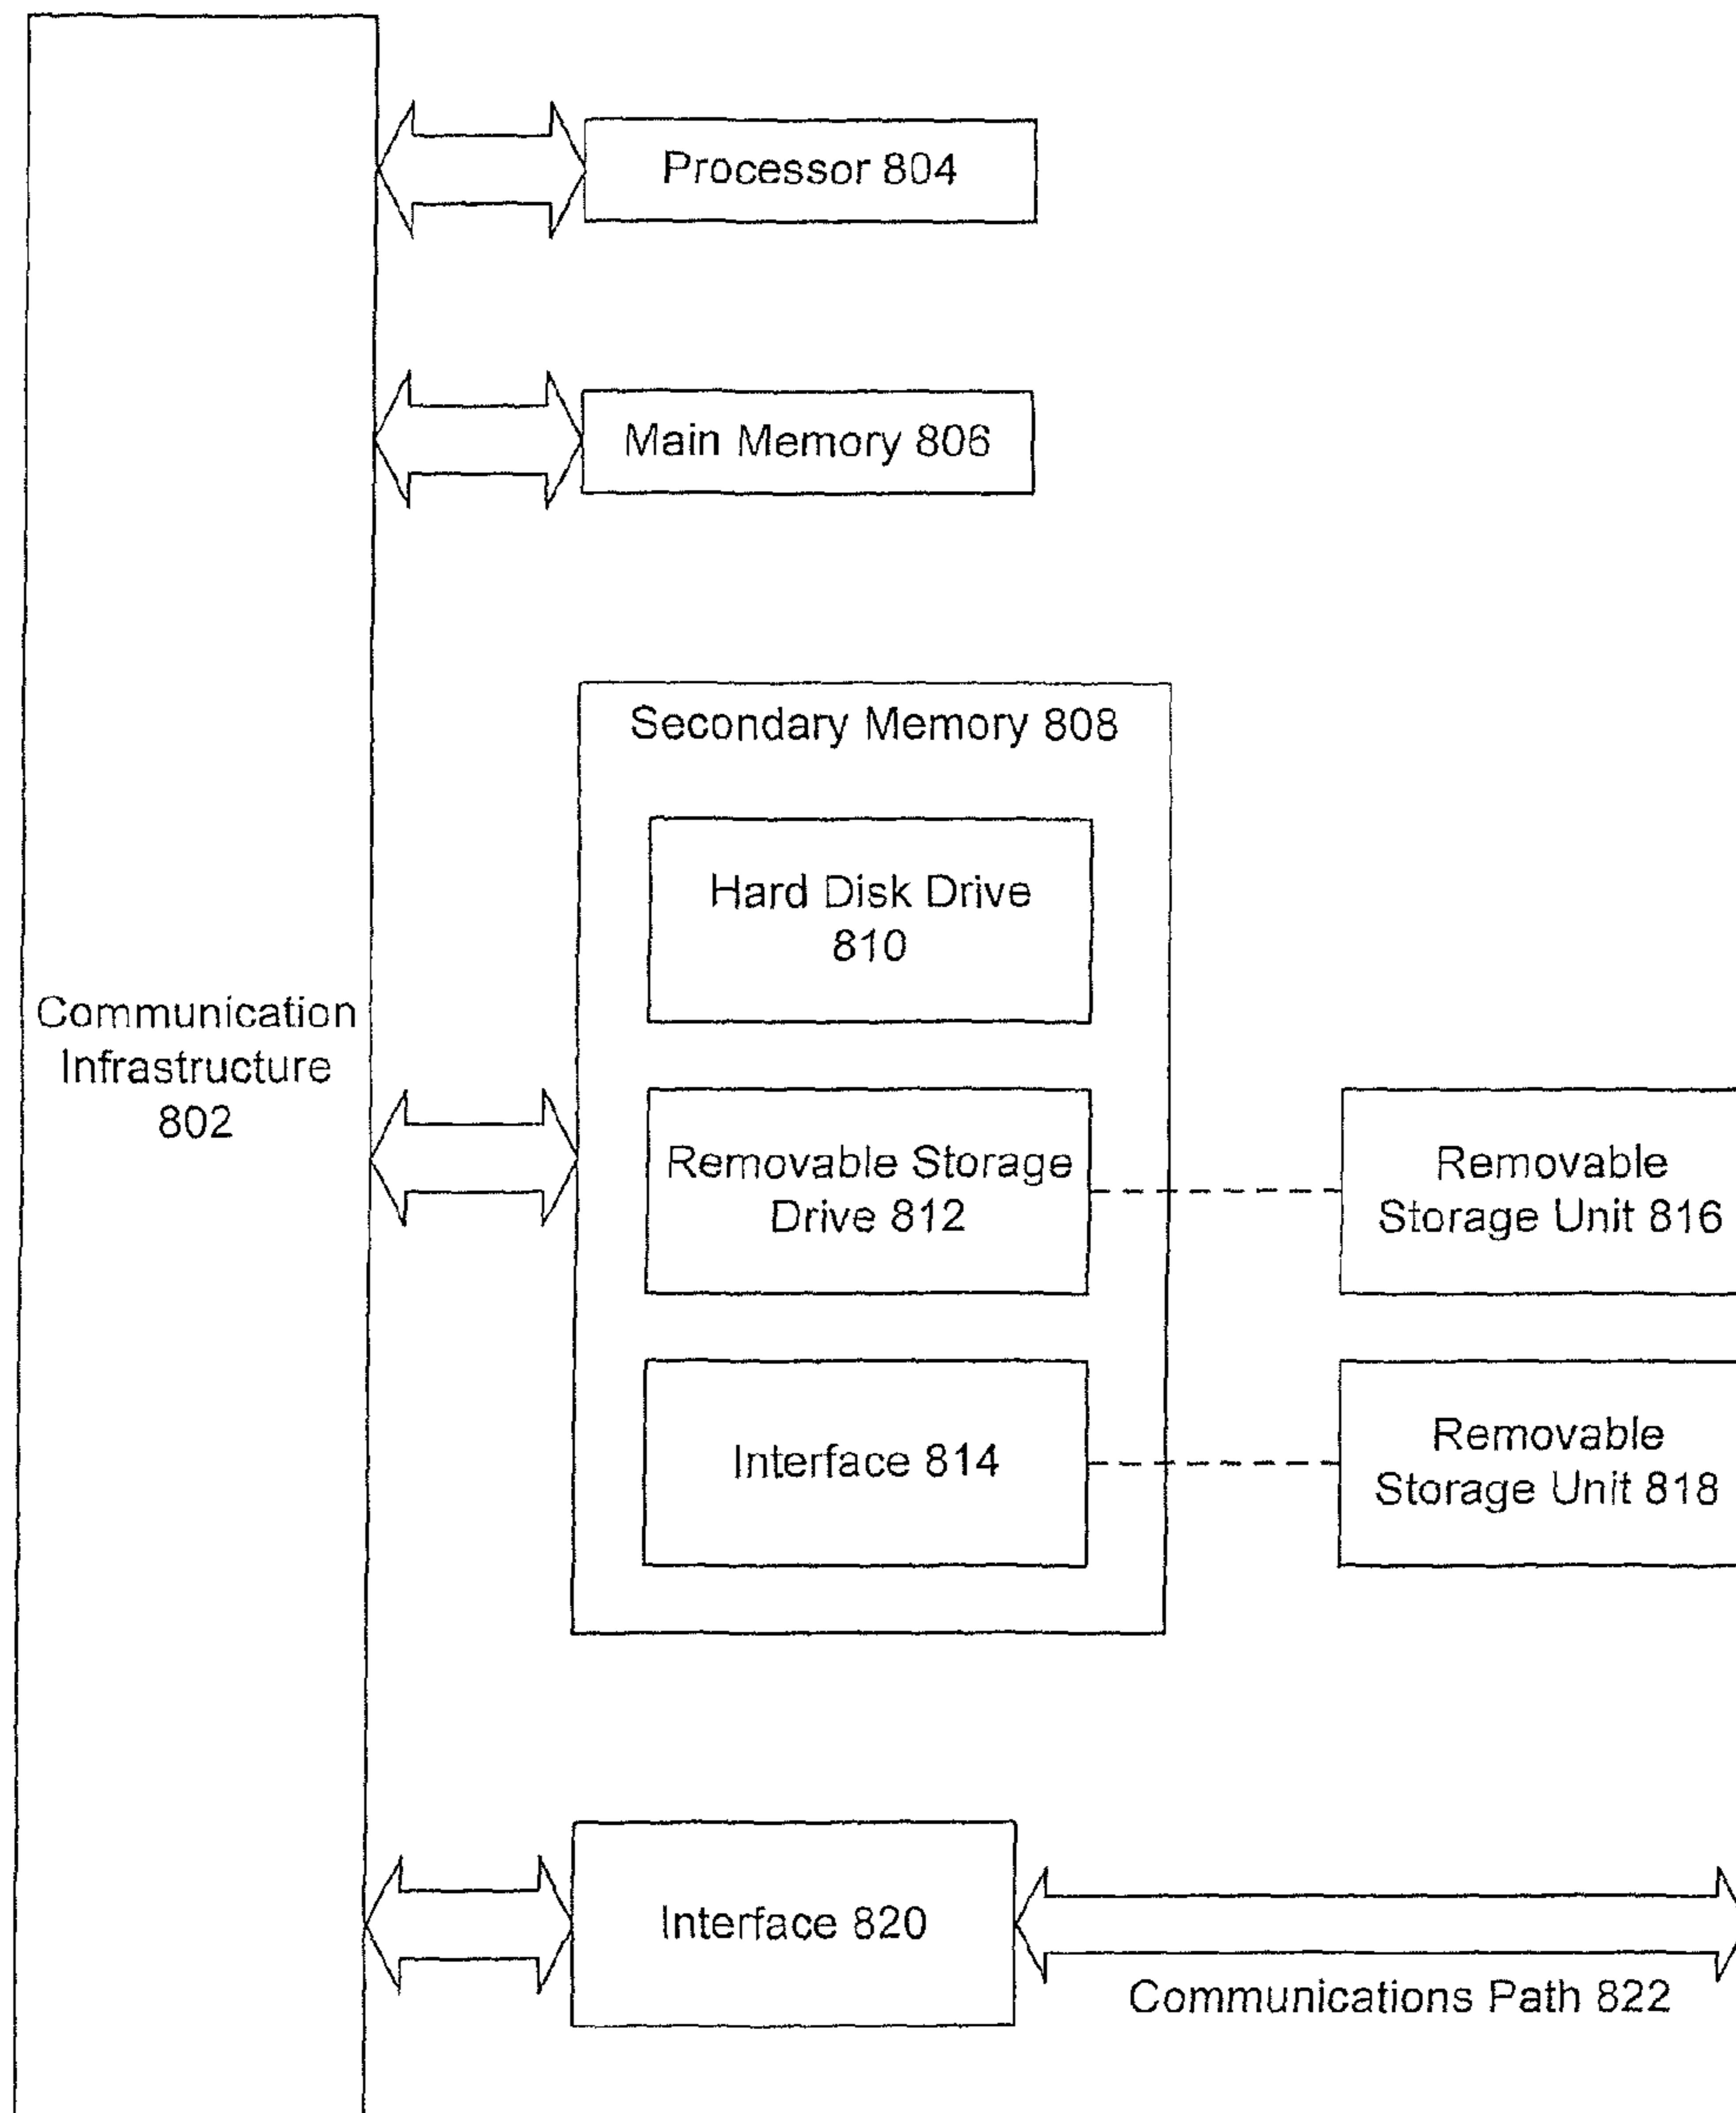 Processor 804
Main Memory 806
Secondary Memory 808
Hard Disk Drive
810
Communication
Infrastructure
802
Removable Storage
Drive 812
Removable
Storage Unit 816
Interface 814
Removable
Storage Unit 818
Interface 820
Communications Path 822